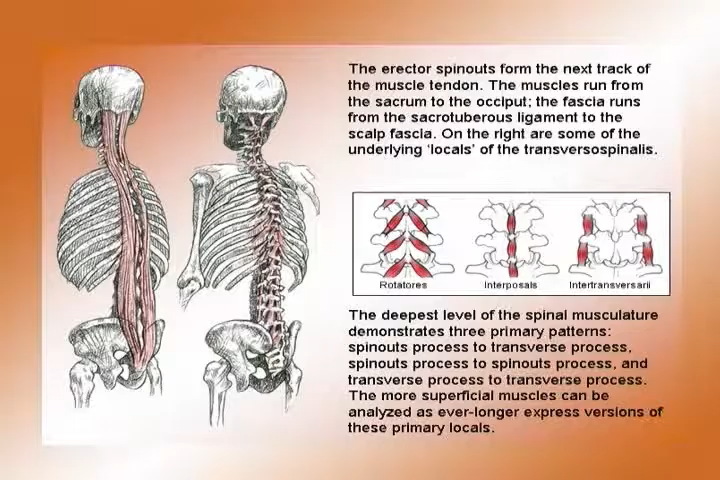 The erector spinouts form the next track of
the muscle tendon. The muscles run from
the sacrum to the occiput; the fascia runs
from the sacrotuberous ligament to the
scalp fascia. On the right are some of the
underlying ‘locals’ of the transversospinalis.
Rotatores Interposals Intertransversarii
The deepest level of the spinal musculature
demonstrates three primary patterns:
spinouts process to transverse process,
spinouts process to spinouts process, and
transverse process to transverse process.
The more superficial muscles can be
analyzed as ever-longer express versions of
these primary locals.